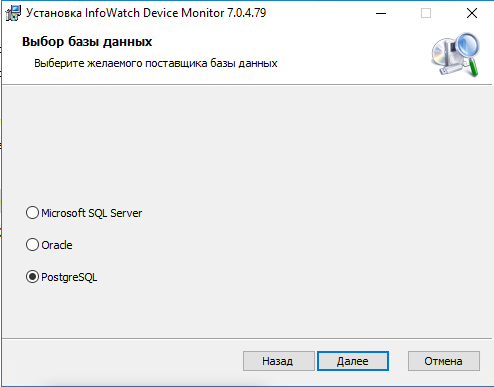 Установка InfoWatch Device Monitor 7.0.4.79
Выбор базы данных
Выберите желаемого поставщика базы данных
Microsoft SQL Server
Oracle
PostgreSQL
Назад
Далее
Отмена